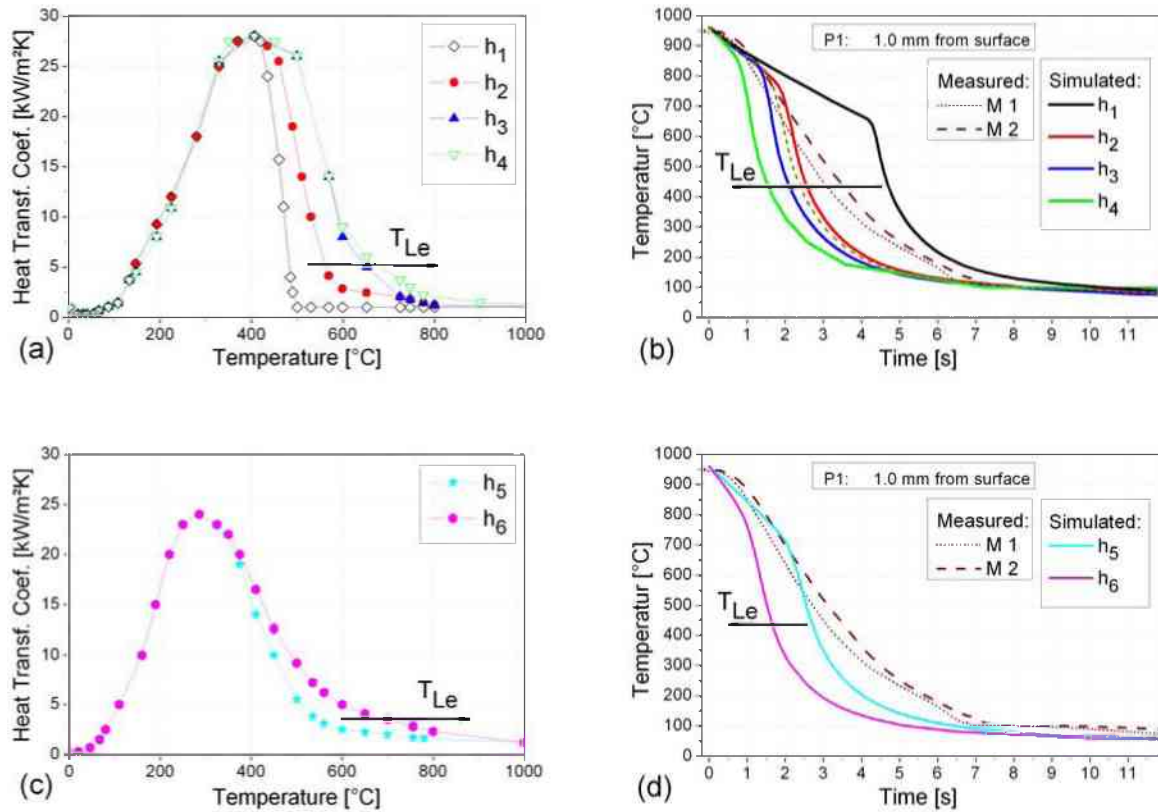 30
25
20
15
10
5
0
Heat Transf. Coef. [kW/m²K]
0 200 400 600 800 1000
Temperature [°C]
h1
h2
h3
h4
TLe
(a)
1000
900
800
700
600
500
400
300
200
100
0
Temperatur [°C]
0 1 2 3 4 5 6 7 8 9 10 11
Time [s]
P1: 1.0 mm from surface
Measured:
M 1
M 2
Simulated:
h1
h2
h3
h4
TLe
(b)
30
25
20
15
10
5
0
Heat Transf. Coef. [kW/m²K]
0 200 400 600 800 1000
Temperature [°C]
h5
h6
TLe
(c)
1000
900
800
700
600
500
400
300
200
100
0
Temperatur [°C]
0 1 2 3 4 5 6 7 8 9 10 11
Time [s]
P1: 1.0 mm from surface
Measured:
M 1
M 2
Simulated:
h5
h6
TLe
(d)